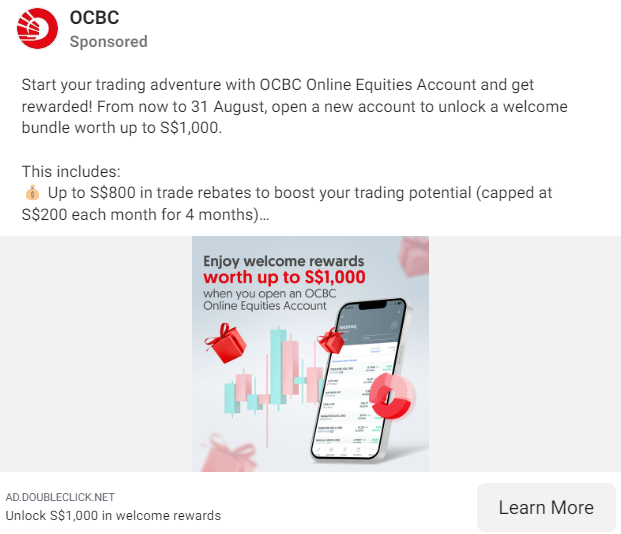 OCBC
Sponsored
Start your trading adventure with OCBC Online Equities Account and get
rewarded! From now to 31 August, open a new account to unlock a welcome
bundle worth up to S$1,000.
This includes:
💰 Up to S$800 in trade rebates to boost your trading potential (capped at
S$200 each month for 4 months)...
Enjoy welcome rewards
worth up to S$1,000
when you open an OCBC
Online Equities Account
AD.DOUBLECLICK.NET
Unlock S$1,000 in welcome rewards
Learn More